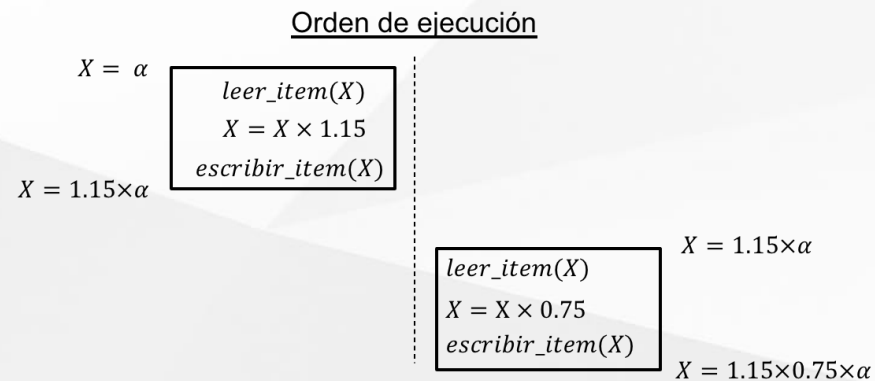 Orden de ejecución
X = α
leer_item(X)
X = X × 1.15
escribir_item(X)
X = 1.15×α
X = 1.15×α
leer_item(X)
X = X × 0.75
escribir_item(X)
X = 1.15×0.75×α